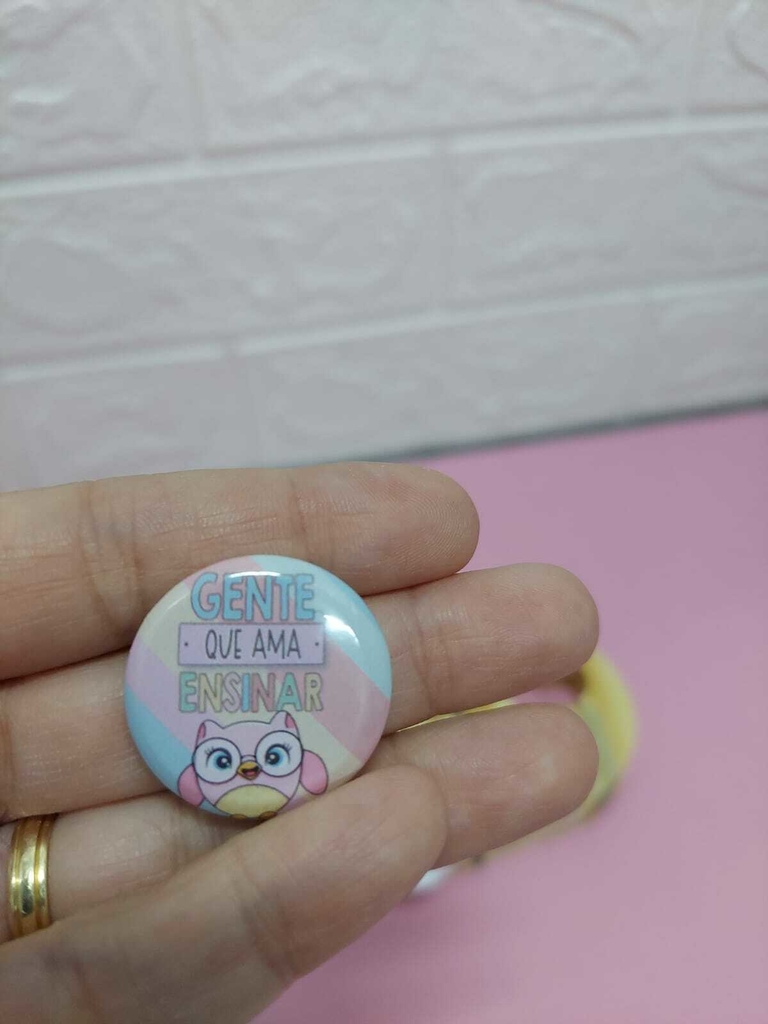 GENTE
· QUE AMA ·
ENSINAR